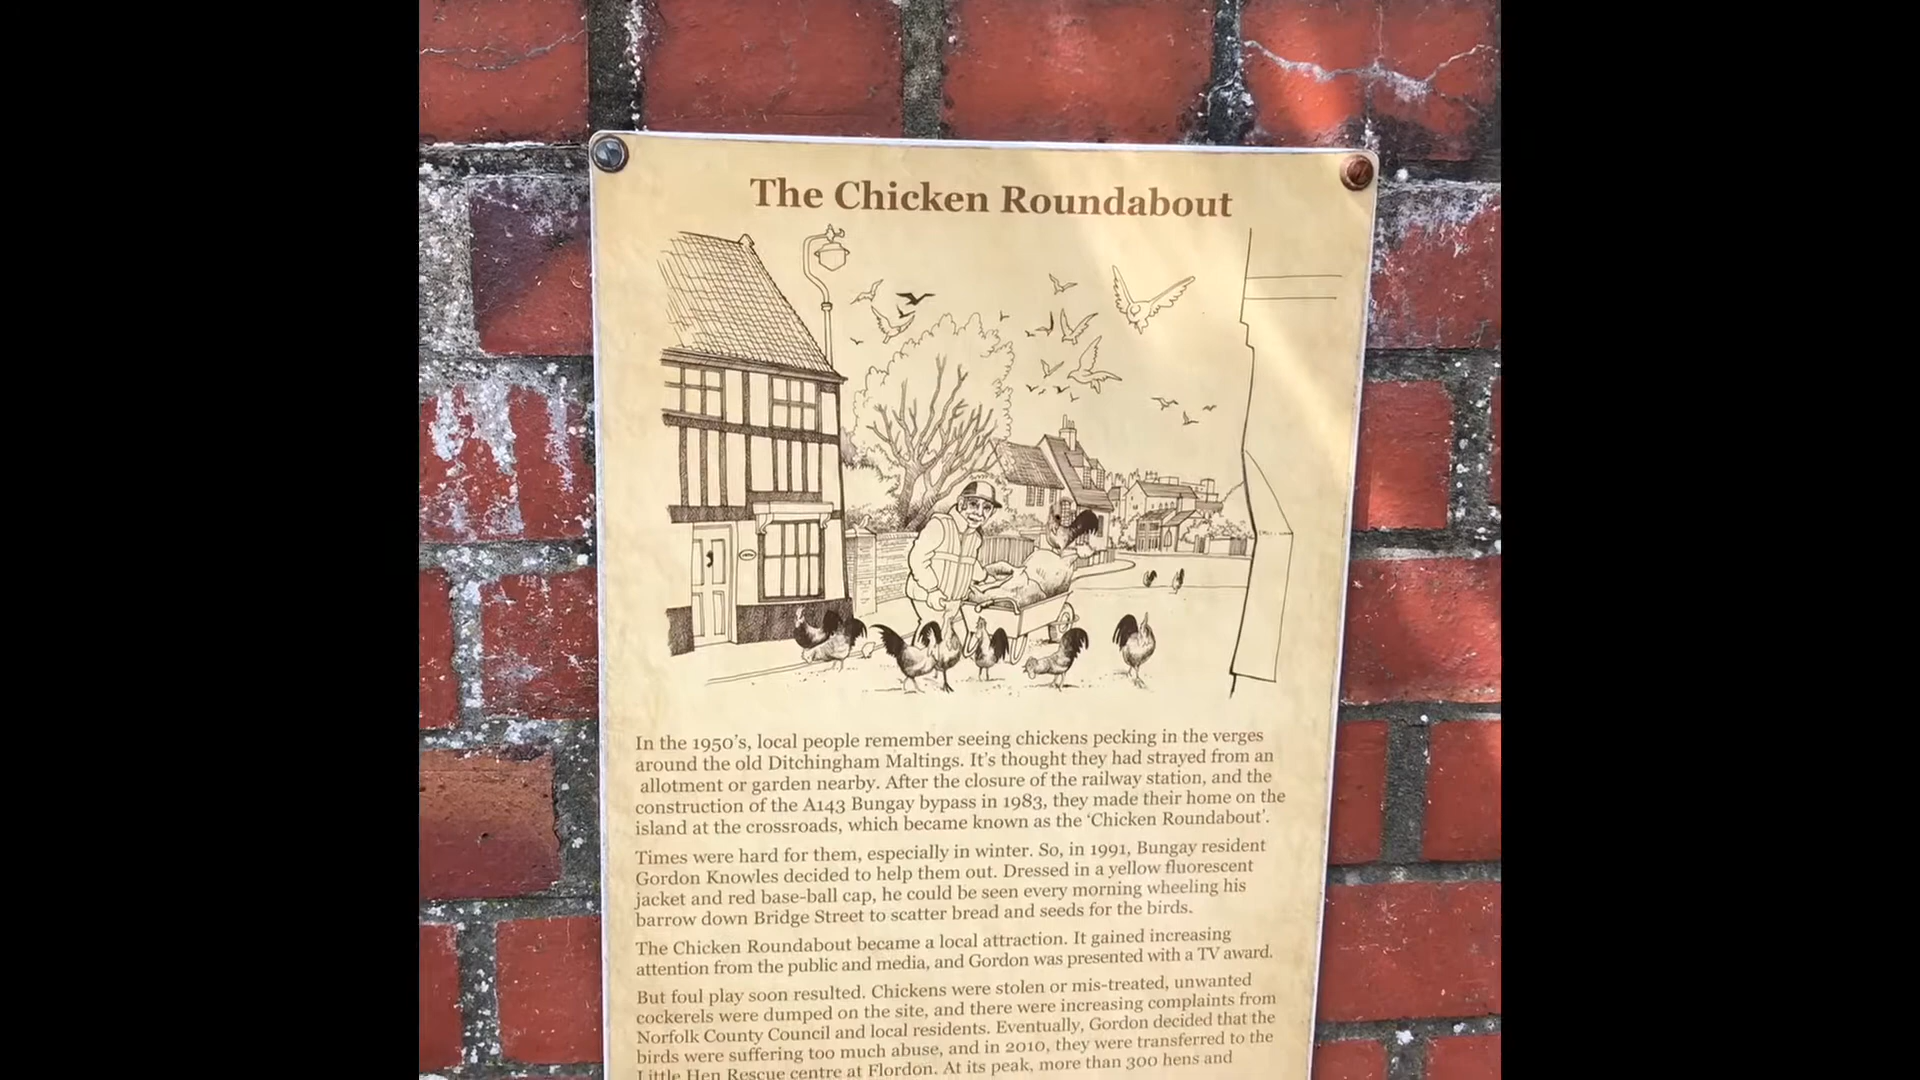 The Chicken Roundabout
In the 1950's, local people remember seeing chickens pecking in the verges
around the old Ditchingham Maltings. It's thought they had strayed from an
allotment or garden nearby. After the closure of the railway station, and the
construction of the A143 Bungay bypass in 1983, they made their home on the
island at the crossroads, which became known as the 'Chicken Roundabout'.
Times were hard for them, especially in winter. So, in 1991, Bungay resident
Gordon Knowles decided to help them out. Dressed in a yellow fluorescent
jacket and red base-ball cap, he could be seen every morning wheeling his
barrow down Bridge Street to scatter bread and seeds for the birds.
The Chicken Roundabout became a local attraction. It gained increasing
attention from the public and media, and Gordon was presented with a TV award.
But foul play soon resulted. Chickens were stolen or mis-treated, unwanted
cockerels were dumped on the site, and there were increasing complaints from
Norfolk County Council and local residents. Eventually, Gordon decided that the
birds were suffering too much abuse, and in 2010, they were transferred to the
Little Hen Rescue centre at Flordon. At its peak, more than 300 hens and